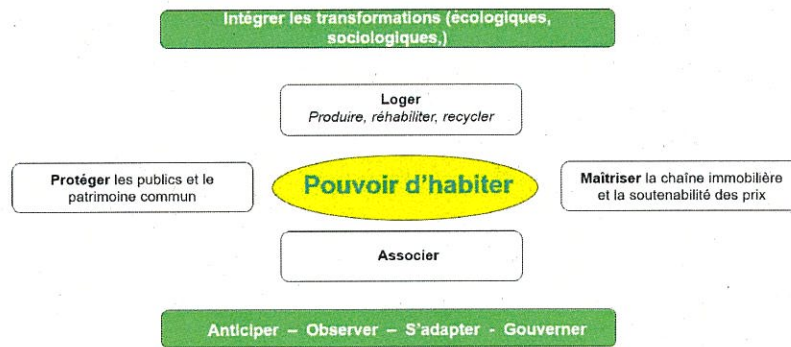 Intégrer les transformations (écologiques,
sociologiques,)
Loger
Produire, réhabiliter, recycler
Protéger les publics et le
patrimoine commun
Pouvoir d'habiter
Maîtriser la chaîne immobilière
et la soutenabilité des prix
Associer
Anticiper – Observer – S'adapter - Gouverner